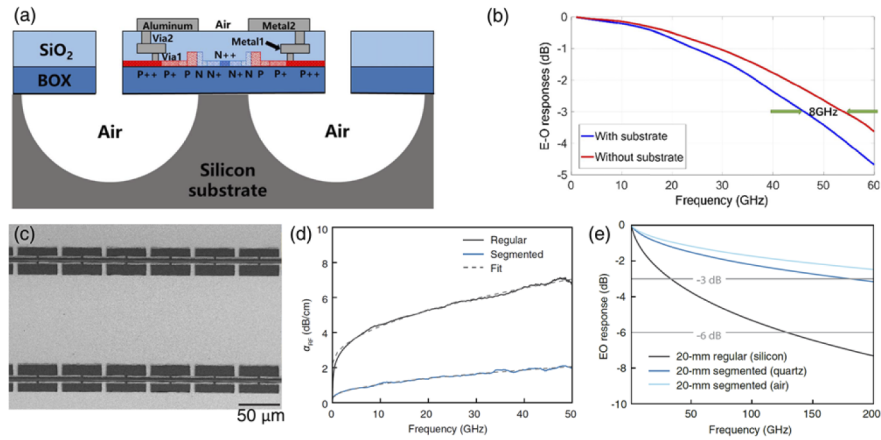 (a)
Air
Aluminum
Metal2
Via2
Metal1
SiO2
Via1
N++
BOX
P++ P+ P N N+ N+ N P P+ P++
Air
Air
Silicon
substrate
(b)
E-O responses (dB)
0
-1
-2
-3
-4
-5
8GHz
With substrate
Without substrate
0 10 20 30 40 50 60
Frequency (GHz)
(c)
50 μm
(d)
αRF (dB/cm)
8
6
4
2
0
Regular
Segmented
Fit
0 10 20 30 40 50
Frequency (GHz)
(e)
EO response (dB)
0
-2
-4
-6
-8
-10
-3 dB
-6 dB
20-mm regular (silicon)
20-mm segmented (quartz)
20-mm segmented (air)
50 100 150 200
Frequency (GHz)